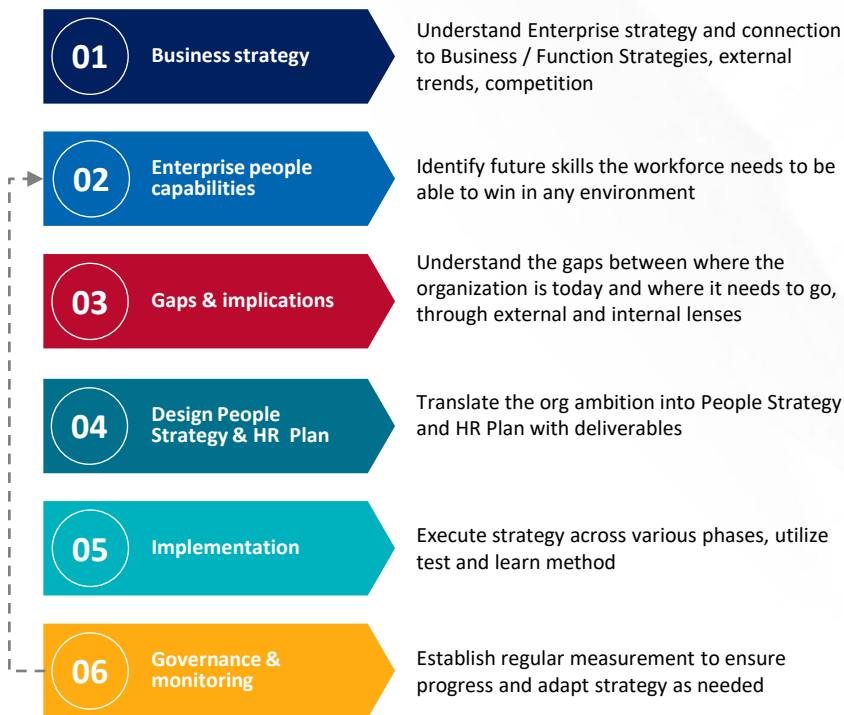 01
Business strategy
Understand Enterprise strategy and connection
to Business / Function Strategies, external
trends, competition
02
Enterprise people
capabilities
Identify future skills the workforce needs to be
able to win in any environment
03
Gaps & implications
Understand the gaps between where the
organization is today and where it needs to go,
through external and internal lenses
04
Design People
Strategy & HR Plan
Translate the org ambition into People Strategy
and HR Plan with deliverables
05
Implementation
Execute strategy across various phases, utilize
test and learn method
06
Governance &
monitoring
Establish regular measurement to ensure
progress and adapt strategy as needed